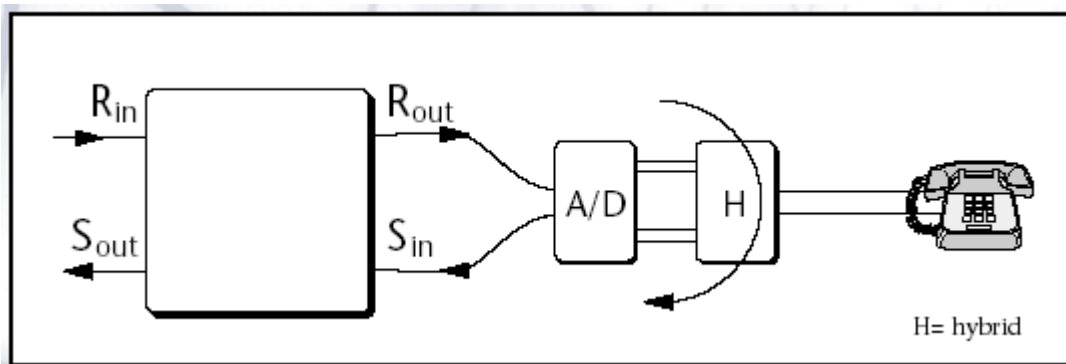 Rin
Rout
Sout
Sin
A/D
H
H= hybrid